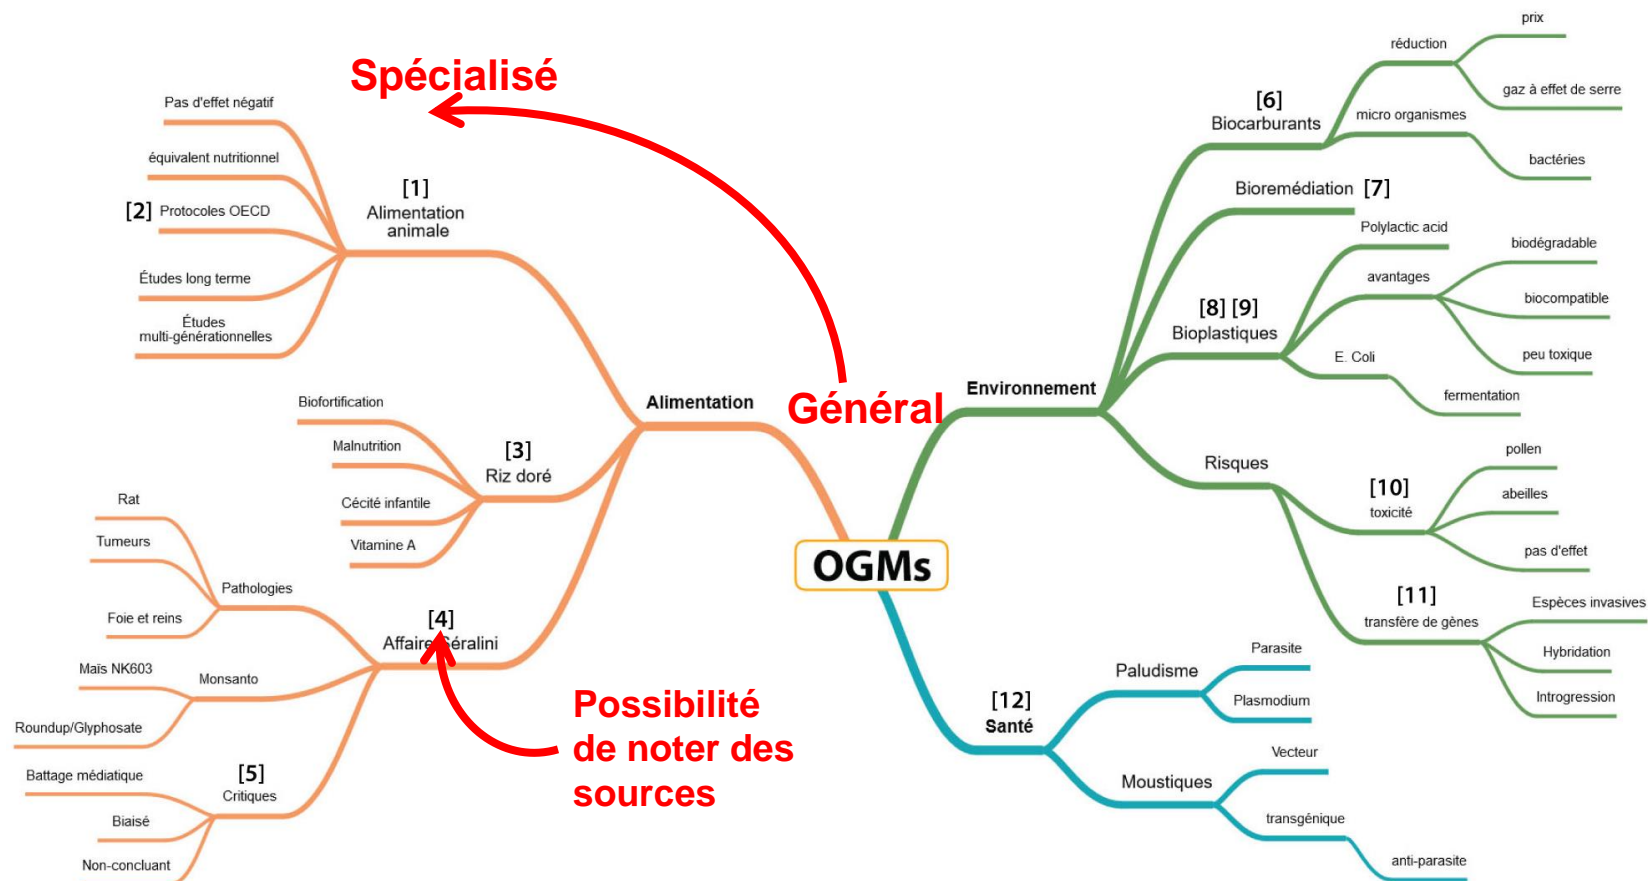 Spécialisé
Général
Possibilité
de noter des
sources
OGMs
Alimentation
[1]
Alimentation
animale
Pas d'effet négatif
équivalent nutritionnel
[2] Protocoles OECD
Études long terme
Études
multi-générationnelles
[3]
Riz doré
Biofortification
Malnutrition
Cécité infantile
Vitamine A
[4]
Affaire Séralini
Pathologies
Rat
Tumeurs
Foie et reins
Monsanto
Maïs NK603
Roundup/Glyphosate
[5]
Critiques
Battage médiatique
Biaisé
Non-concluant
Environnement
[6]
Biocarburants
réduction
prix
gaz à effet de serre
micro organismes
bactéries
Bioremédiation [7]
[8] [9]
Bioplastiques
Polylactic acid
avantages
biodégradable
biocompatible
peu toxique
E. Coli
fermentation
Risques
[10]
toxicité
pollen
abeilles
pas d'effet
[11]
transfère de gènes
Espèces invasives
Hybridation
Introgression
[12]
Santé
Paludisme
Parasite
Plasmodium
Moustiques
Vecteur
transgénique
anti-parasite